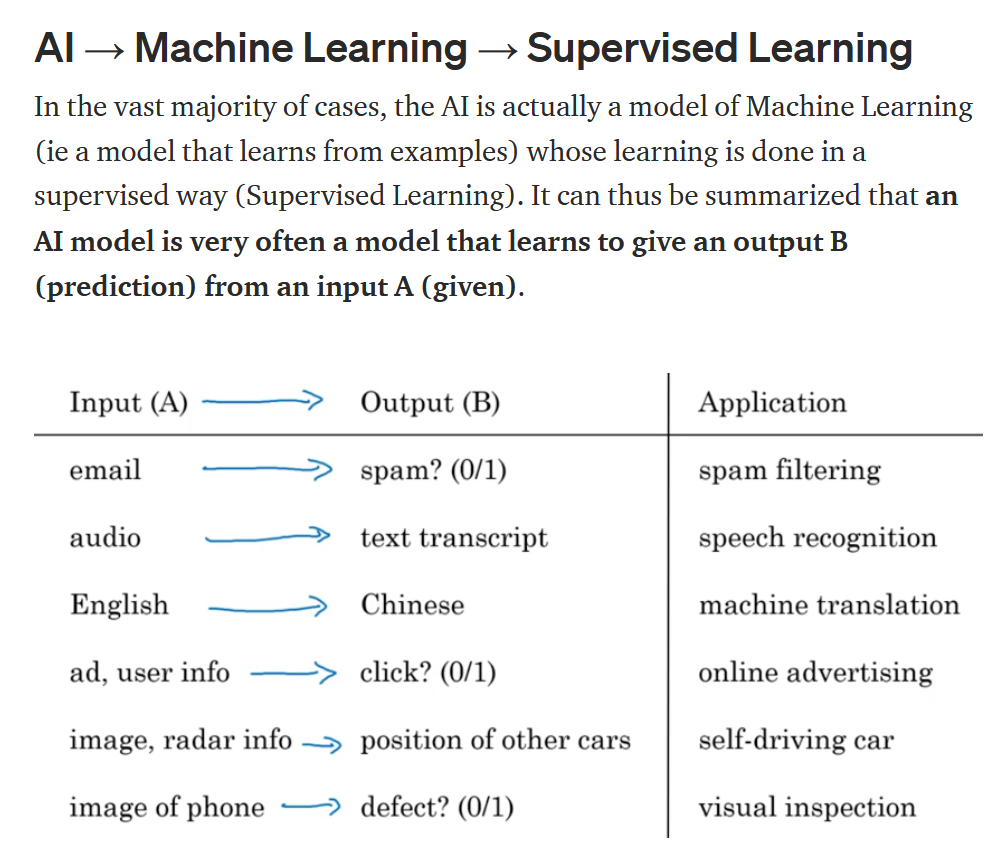 AI → Machine Learning → Supervised Learning
In the vast majority of cases, the AI is actually a model of Machine Learning
(ie a model that learns from examples) whose learning is done in a
supervised way (Supervised Learning). It can thus be summarized that an
AI model is very often a model that learns to give an output B
(prediction) from an input A (given).
Input (A) → Output (B) Application
email → spam? (0/1) spam filtering
audio → text transcript speech recognition
English → Chinese machine translation
ad, user info → click? (0/1) online advertising
image, radar info → position of other cars self-driving car
image of phone → defect? (0/1) visual inspection